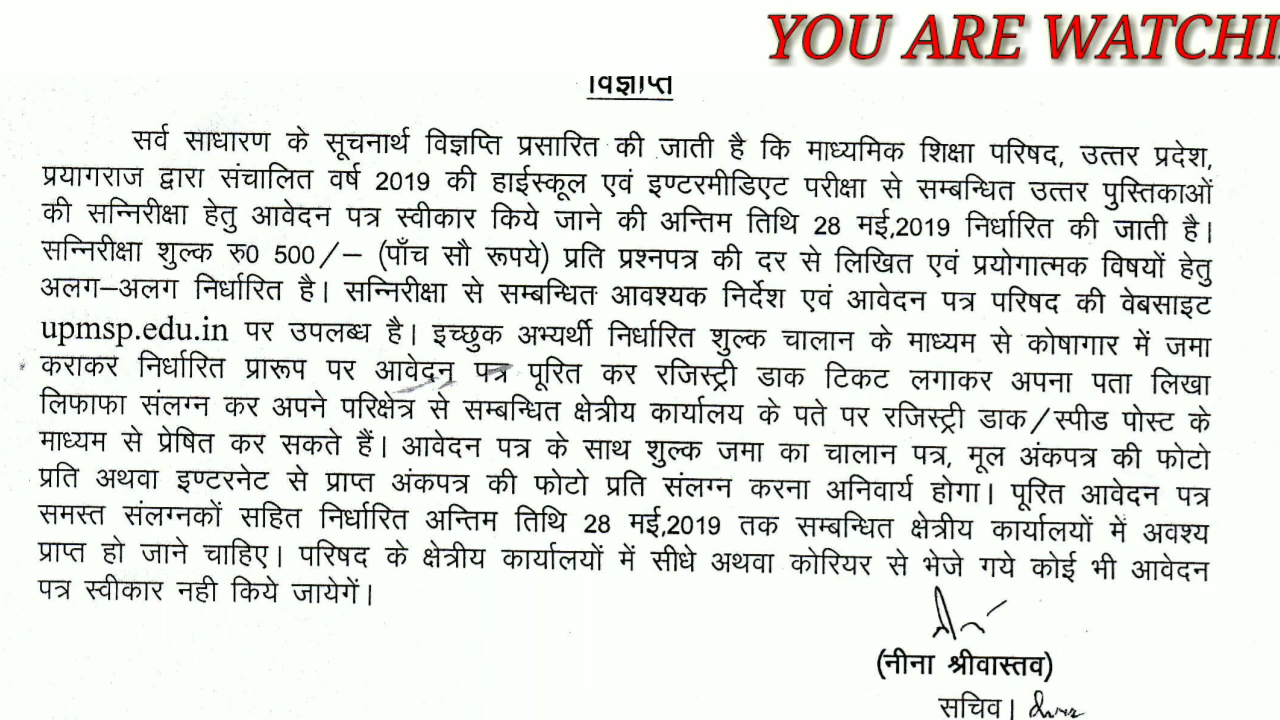 YOU ARE WATCHI
विज्ञप्ति
सर्व साधारण के सूचनार्थ विज्ञप्ति प्रसारित की जाती है कि माध्यमिक शिक्षा परिषद, उत्तर प्रदेश,
प्रयागराज द्वारा संचालित वर्ष 2019 की हाईस्कूल एवं इण्टरमीडिएट परीक्षा से सम्बन्धित उत्तर पुस्तिकाओं
की सन्निरीक्षा हेतु आवेदन पत्र स्वीकार किये जाने की अन्तिम तिथि 28 मई,2019 निर्धारित की जाती है।
सन्निरीक्षा शुल्क रु0 500/– (पाँच सौ रूपये) प्रति प्रश्नपत्र की दर से लिखित एवं प्रयोगात्मक विषयों हेतु
अलग–अलग निर्धारित है। सन्निरीक्षा से सम्बन्धित आवश्यक निर्देश एवं आवेदन पत्र परिषद की वेबसाइट
upmsp.edu.in पर उपलब्ध है। इच्छुक अभ्यर्थी निर्धारित शुल्क चालान के माध्यम से कोषागार में जमा
कराकर निर्धारित प्रारूप पर आवेदन पत्र पूरित कर रजिस्ट्री डाक टिकट लगाकर अपना पता लिखा
लिफाफा संलग्न कर अपने परिक्षेत्र से सम्बन्धित क्षेत्रीय कार्यालय के पते पर रजिस्ट्री डाक/स्पीड पोस्ट के
माध्यम से प्रेषित कर सकते हैं। आवेदन पत्र के साथ शुल्क जमा का चालान पत्र, मूल अंकपत्र की फोटो
प्रति अथवा इण्टरनेट से प्राप्त अंकपत्र की फोटो प्रति संलग्न करना अनिवार्य होगा। पूरित आवेदन पत्र
समस्त संलग्नकों सहित निर्धारित अन्तिम तिथि 28 मई,2019 तक सम्बन्धित क्षेत्रीय कार्यालयों में अवश्य
प्राप्त हो जाने चाहिए। परिषद के क्षेत्रीय कार्यालयों में सीधे अथवा कोरियर से भेजे गये कोई भी आवेदन
पत्र स्वीकार नही किये जायेगें।
(नीना श्रीवास्तव)
सचिव।